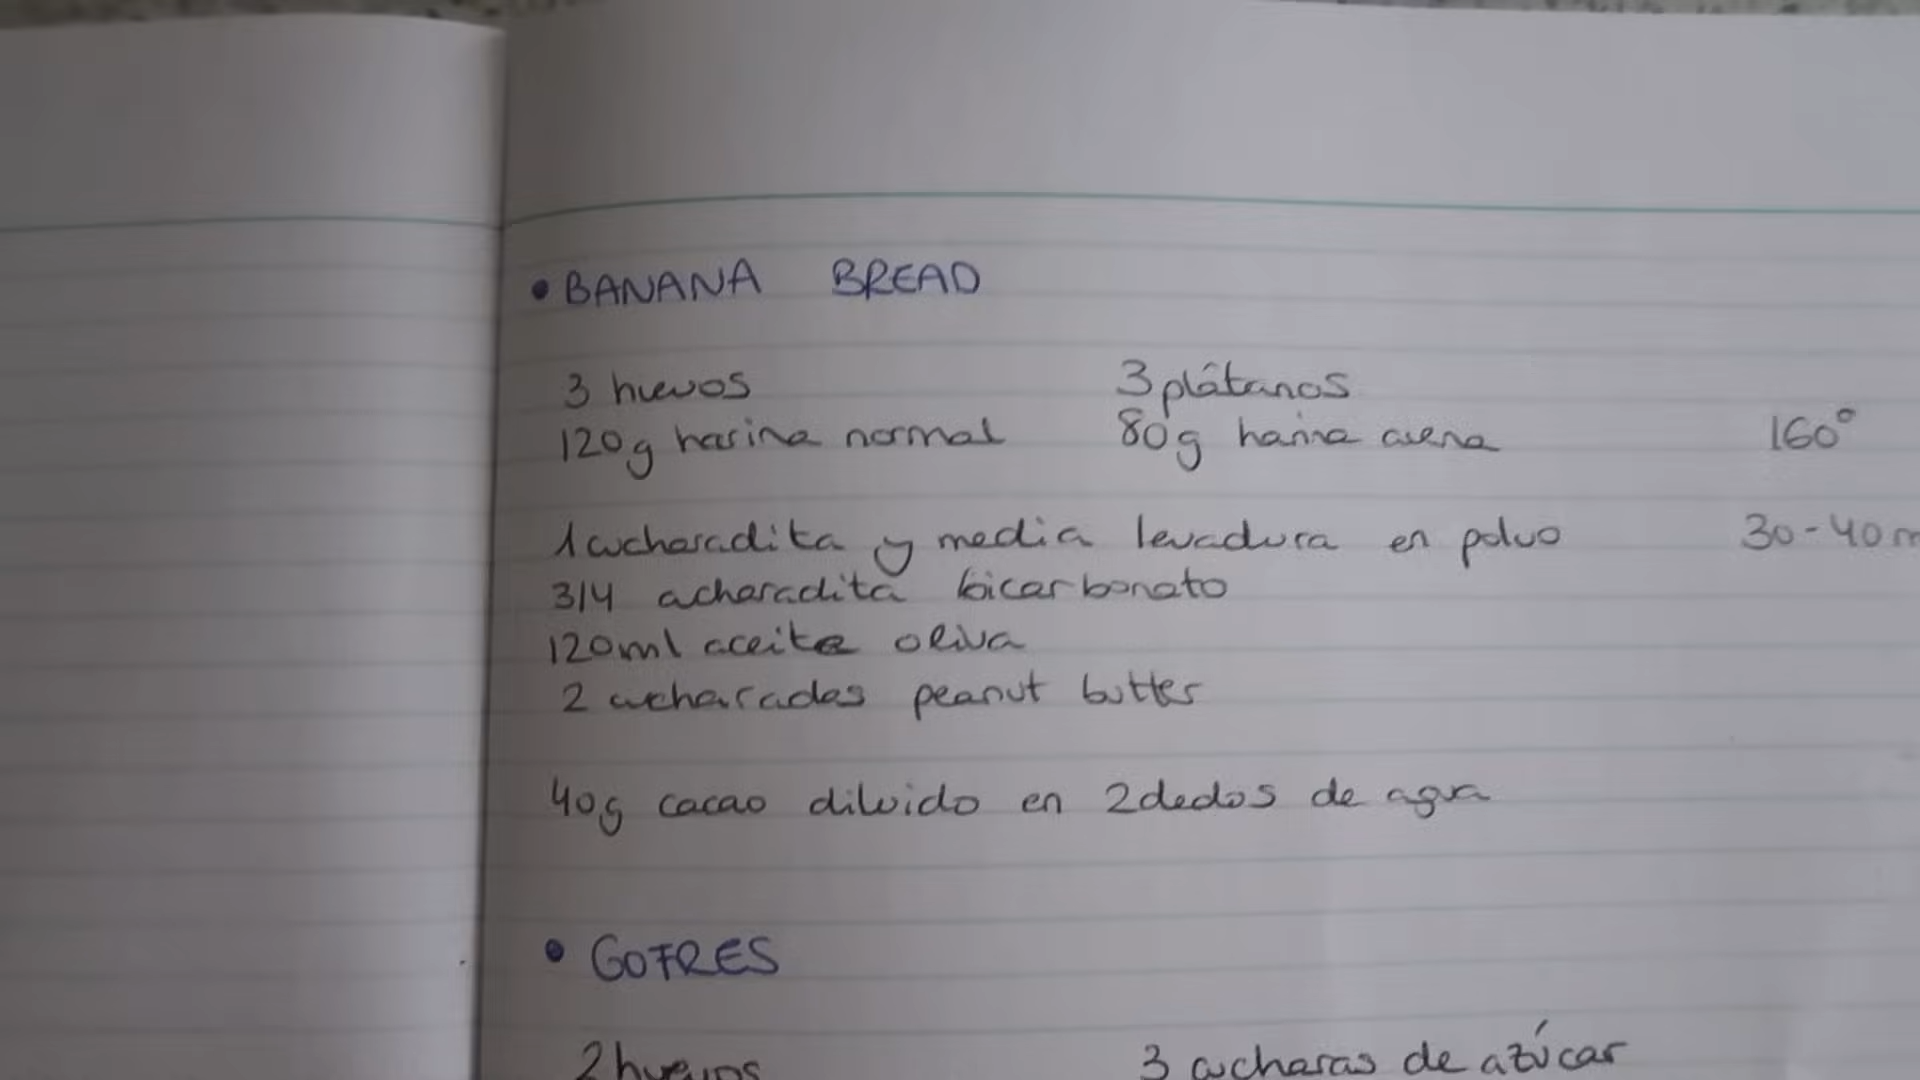 • BANANA BREAD
3 huevos 3 plátanos
120g harina normal 80g harina avena 160°
1 cucharadita y media levadura en polvo 30-40 m
3/4 cucharadita bicarbonato
120ml aceite oliva
2 cucharadas peanut butter
40g cacao diluido en 2 dedos de agua
• GOFRES
2 huevos 3 cucharas de azúcar